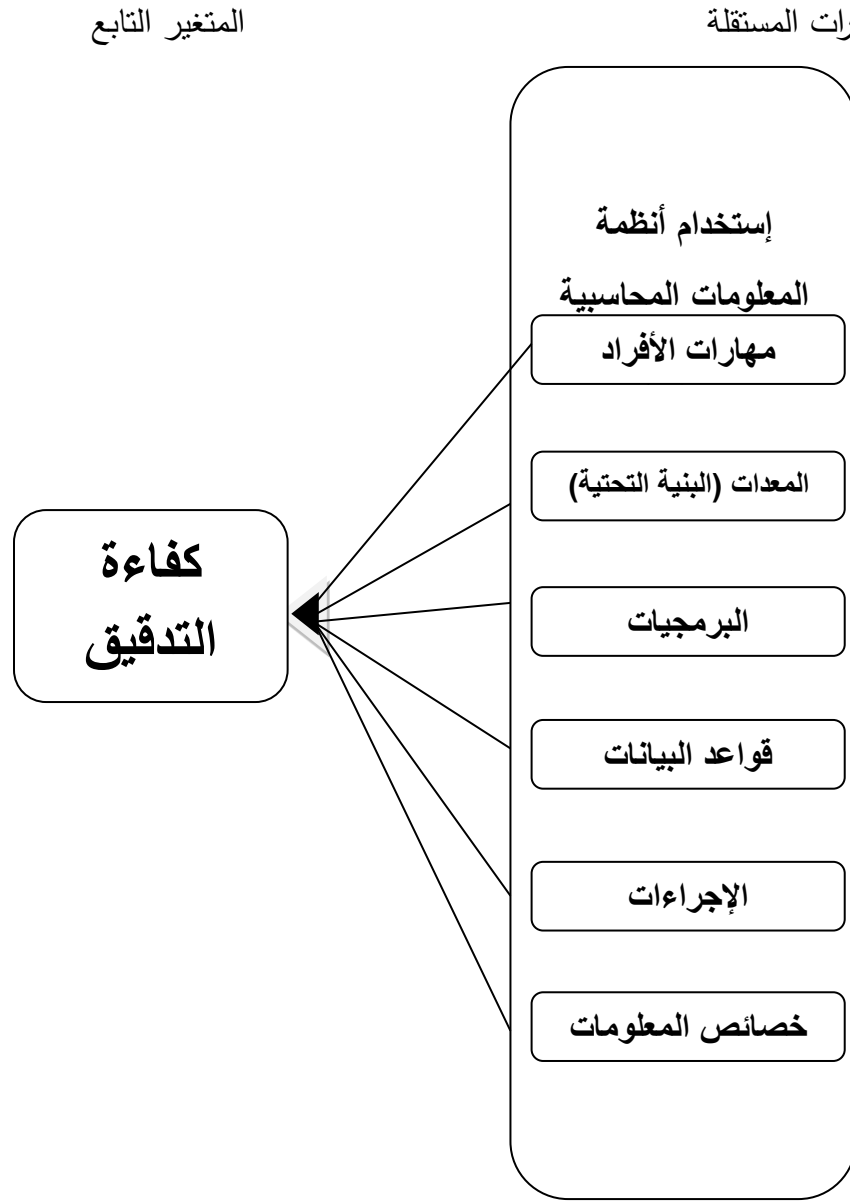 المستقلة
المتغير التابع
إستخدام أنظمة
المعلومات المحاسبية
مهارات الأفراد
المعدات (البنية التحتية)
البرمجيات
قواعد البيانات
الإجراءات
خصائص المعلومات
كفاءة
التدقيق